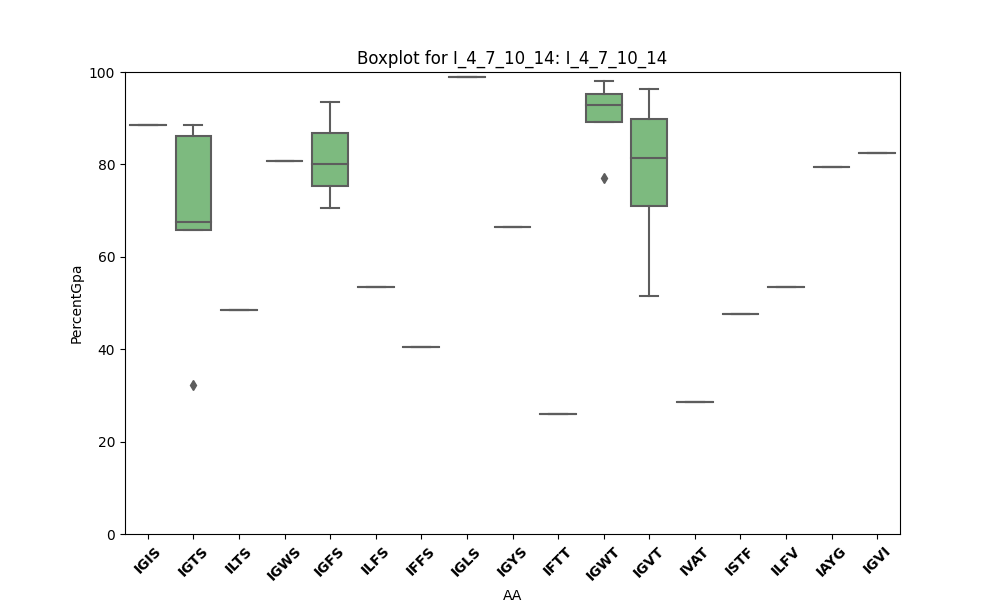 Boxplot for I_4_7_10_14: I_4_7_10_14
100
80
60
40
20
0
PercentGpa
IGIS
IGTS
ILTS
IGWS
IGFS
ILFS
IFFS
IGLS
IGYS
IFTT
IGWT
IGVT
IVAT
ISTF
ILFV
IAYG
IGVI
AA